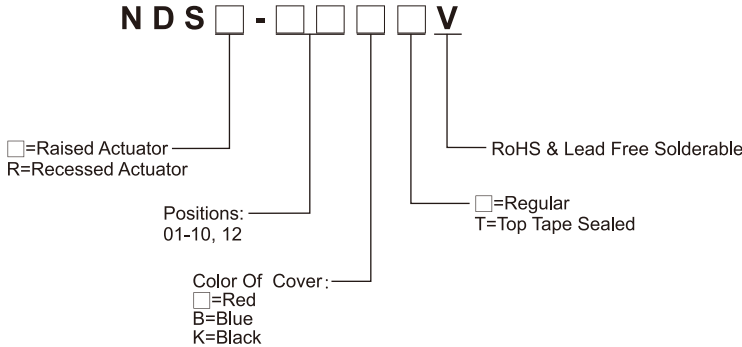 NDS□-□□□□V
□=Raised Actuator
R=Recessed Actuator
RoHS & Lead Free Solderable
Positions:
01-10, 12
□=Regular
T=Top Tape Sealed
Color Of Cover:
□=Red
B=Blue
K=Black